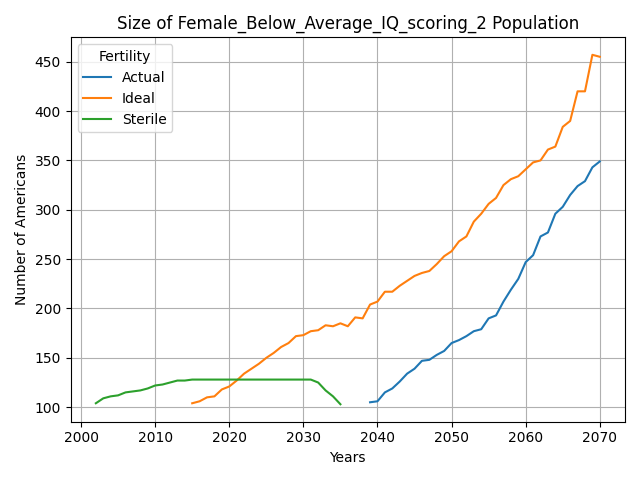 Size of Female_Below_Average_IQ_scoring_2 Population
Fertility
Actual
Ideal
Sterile
Number of Americans
450
400
350
300
250
200
150
100
2000 2010 2020 2030 2040 2050 2060 2070
Years